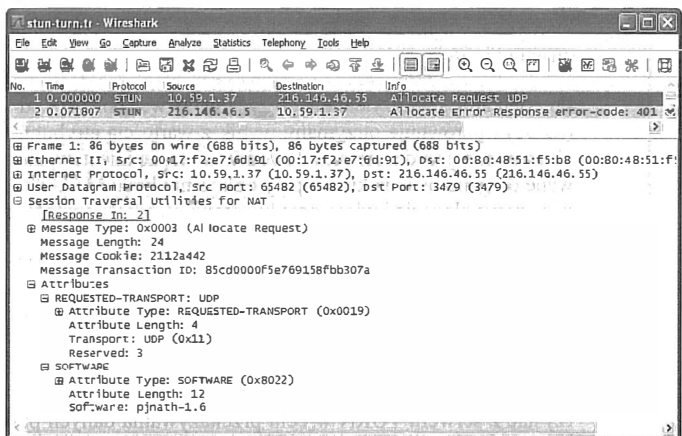 stun-turn.tr - Wireshark
File Edit View Go Capture Analyze Statistics Telephony Tools Help
No. Time Protocol Source Destination Info
1 0.000000 STUN 10.59.1.37 216.146.46.55 Allocate Request UDP
2 0.071807 STUN 216.146.46.5 10.59.1.37 Allocate Error Response error-code: 401
Frame 1: 86 bytes on wire (688 bits), 86 bytes captured (688 bits)
Ethernet II, Src: 00:17:f2:e7:6d:91 (00:17:f2:e7:6d:91), Dst: 00:80:48:51:f5:b8 (00:80:48:51:f5
Internet Protocol, Src: 10.59.1.37 (10.59.1.37), Dst: 216.146.46.55 (216.146.46.55)
User Datagram Protocol, Src Port: 65482 (65482), Dst Port: 3479 (3479)
Session Traversal Utilities for NAT
[Response In: 2]
Message Type: 0x0003 (Allocate Request)
Message Length: 24
Message Cookie: 2112a442
Message Transaction ID: 85cd0000f5e769158fbb307a
Attributes
REQUESTED-TRANSPORT: UDP
Attribute Type: REQUESTED-TRANSPORT (0x0019)
Attribute Length: 4
Transport: UDP (0x11)
Reserved: 3
SOFTWARE
Attribute Type: SOFTWARE (0x8022)
Attribute Length: 12
Software: pjnath-1.6